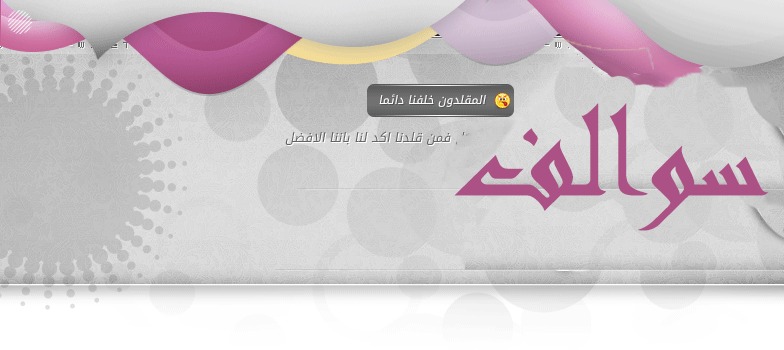 المقلدون خلفنا دائما
فمن قلدنا اكد لنا باننا الافضل
سوالف